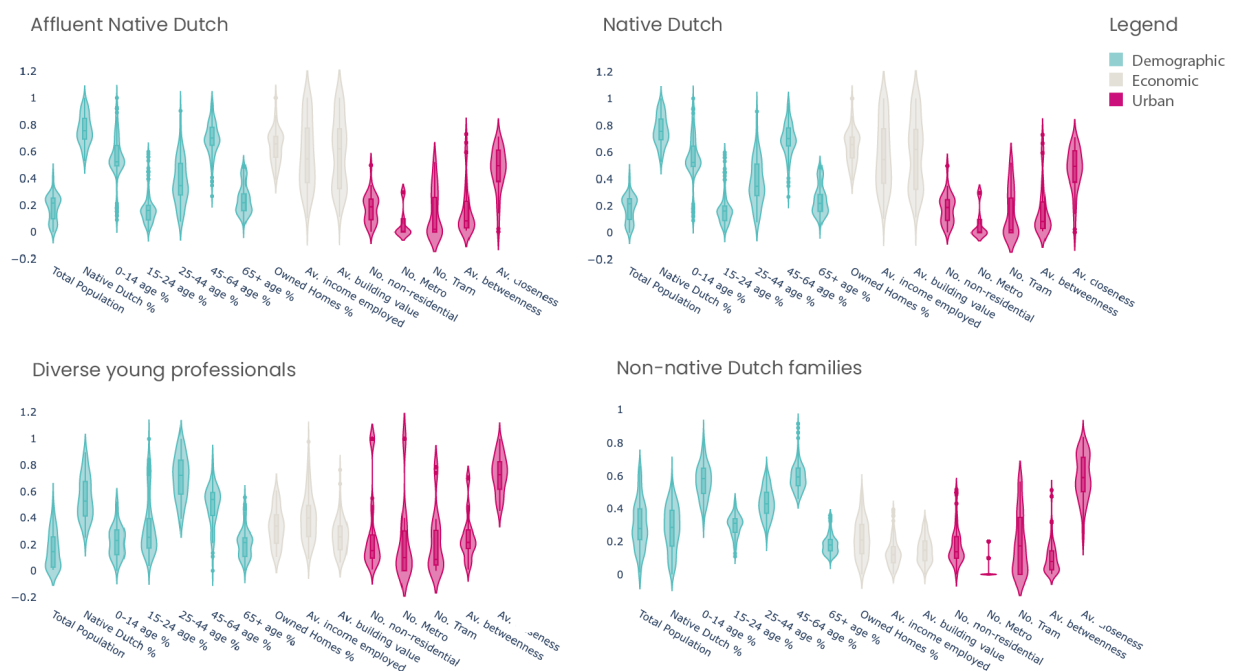 Affluent Native Dutch
Native Dutch
Legend
Demographic
Economic
Urban
1.2
1
0.8
0.6
0.4
0.2
0
−0.2
Total Population
Native Dutch %
0-14 age %
15-24 age %
25-44 age %
45-64 age %
65+ age %
Owned Homes %
Av. income employed
Av. building value
No. non-residential
No. Metro
No. Tram
Av. betweenness
Av. closeness
1.2
1
0.8
0.6
0.4
0.2
0
−0.2
Total Population
Native Dutch %
0-14 age %
15-24 age %
25-44 age %
45-64 age %
65+ age %
Owned Homes %
Av. income employed
Av. building value
No. non-residential
No. Metro
No. Tram
Av. betweenness
Av. closeness
Diverse young professionals
Non-native Dutch families
1.2
1
0.8
0.6
0.4
0.2
0
−0.2
Total Population
Native Dutch %
0-14 age %
15-24 age %
25-44 age %
45-64 age %
65+ age %
Owned Homes %
Av. income employed
Av. building value
No. non-residential
No. Metro
No. Tram
Av. betweenness
Av.
1
0.8
0.6
0.4
0.2
0
Total Population
Native Dutch %
0-14 age %
15-24 age %
25-44 age %
45-64 age %
65+ age %
Owned Homes %
Av. income employed
Av. building value
No. non-residential
No. Metro
No. Tram
Av. betweenness
Av.